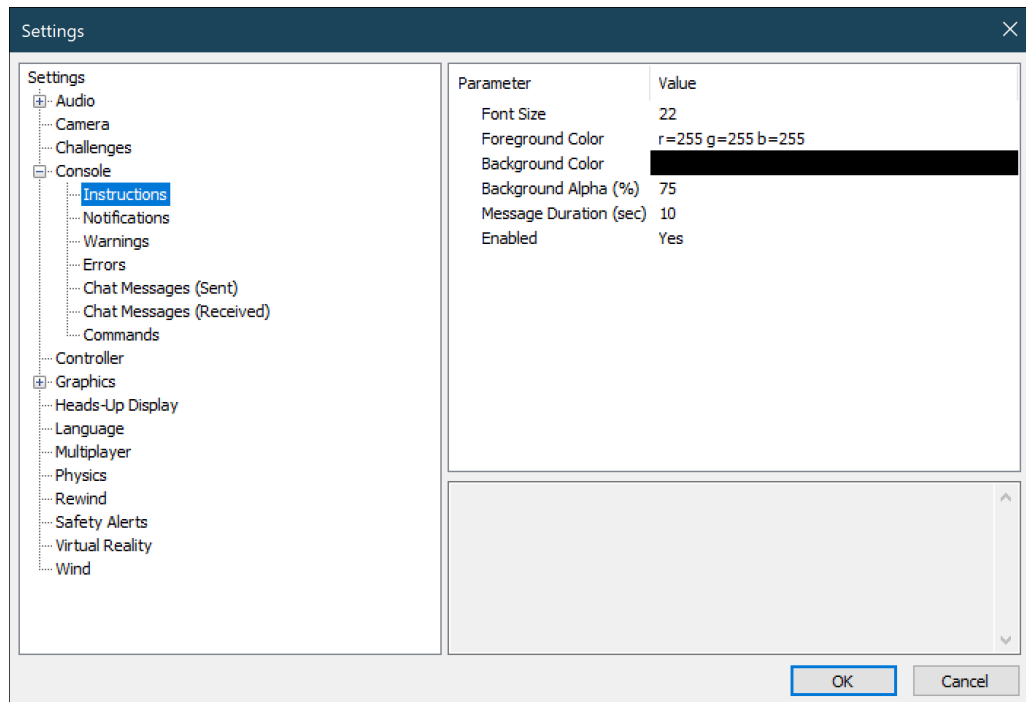 Settings
Settings
Audio
Camera
Challenges
Console
Instructions
Notifications
Warnings
Errors
Chat Messages (Sent)
Chat Messages (Received)
Commands
Controller
Graphics
Heads-Up Display
Language
Multiplayer
Physics
Rewind
Safety Alerts
Virtual Reality
Wind
Parameter Value
Font Size 22
Foreground Color r=255 g=255 b=255
Background Color
Background Alpha (%) 75
Message Duration (sec) 10
Enabled Yes
OK Cancel